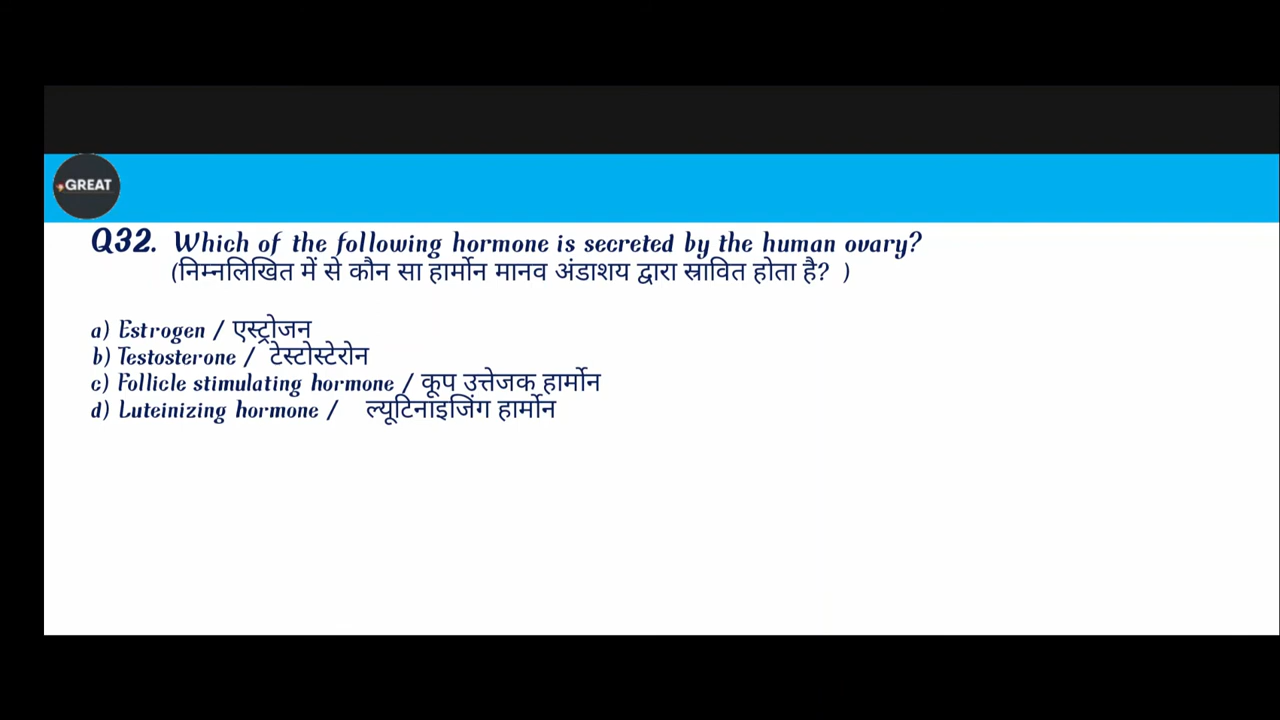 GREAT
Q32. Which of the following hormone is secreted by the human ovary?
(निम्नलिखित में से कौन सा हार्मोन मानव अंडाशय द्वारा स्रावित होता है? )
a) Estrogen / एस्ट्रोजन
b) Testosterone / टेस्टोस्टेरोन
c) Follicle stimulating hormone / कूप उत्तेजक हार्मोन
d) Luteinizing hormone / ल्यूटिनाइजिंग हार्मोन